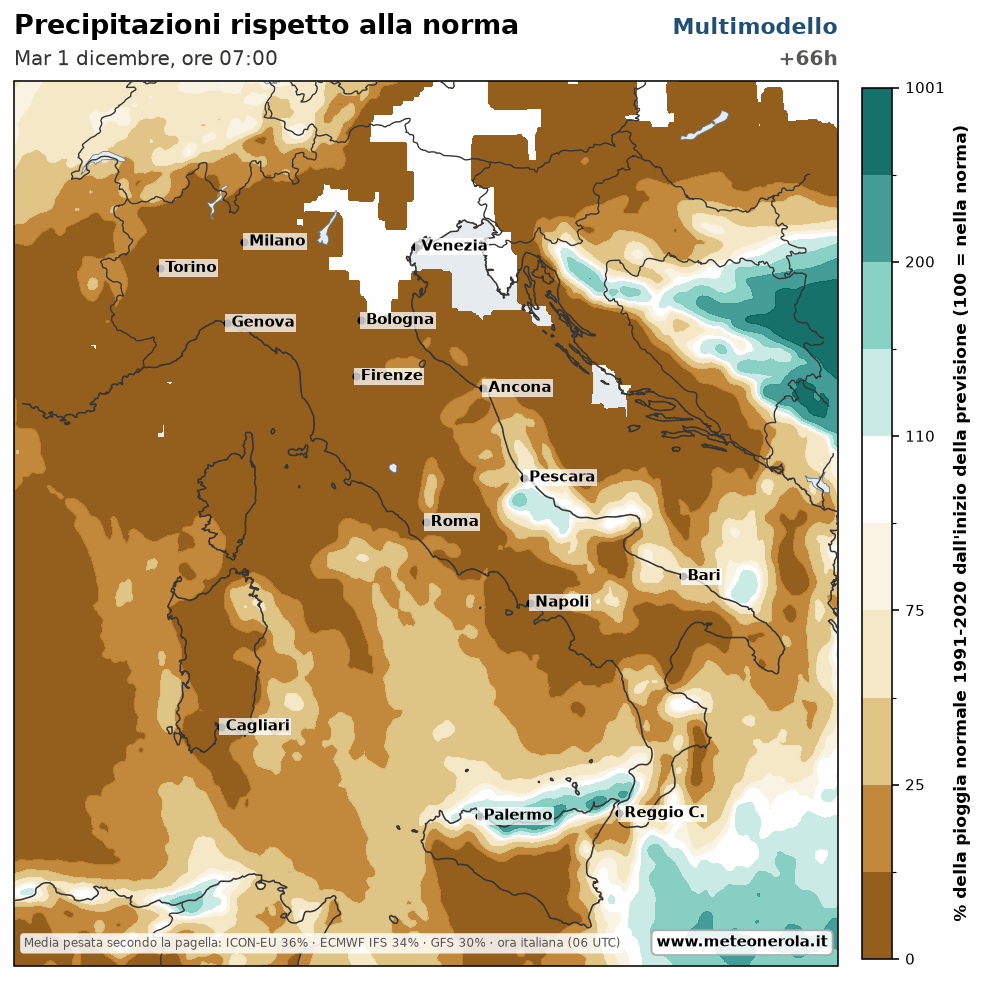 Precipitazioni rispetto alla norma
Multimodello
Mar 1 dicembre, ore 07:00
+66h
1001
200
110
75
25
0
% della pioggia normale 1991-2020 dall'inizio della previsione (100 = nella norma)
Milano
Venezia
Torino
Genova
Bologna
Firenze
Ancona
Pescara
Roma
Bari
Napoli
Cagliari
Palermo
Reggio C.
Media pesata secondo la pagella: ICON-EU 36% · ECMWF IFS 34% · GFS 30% · ora italiana (06 UTC)
www.meteonerola.it